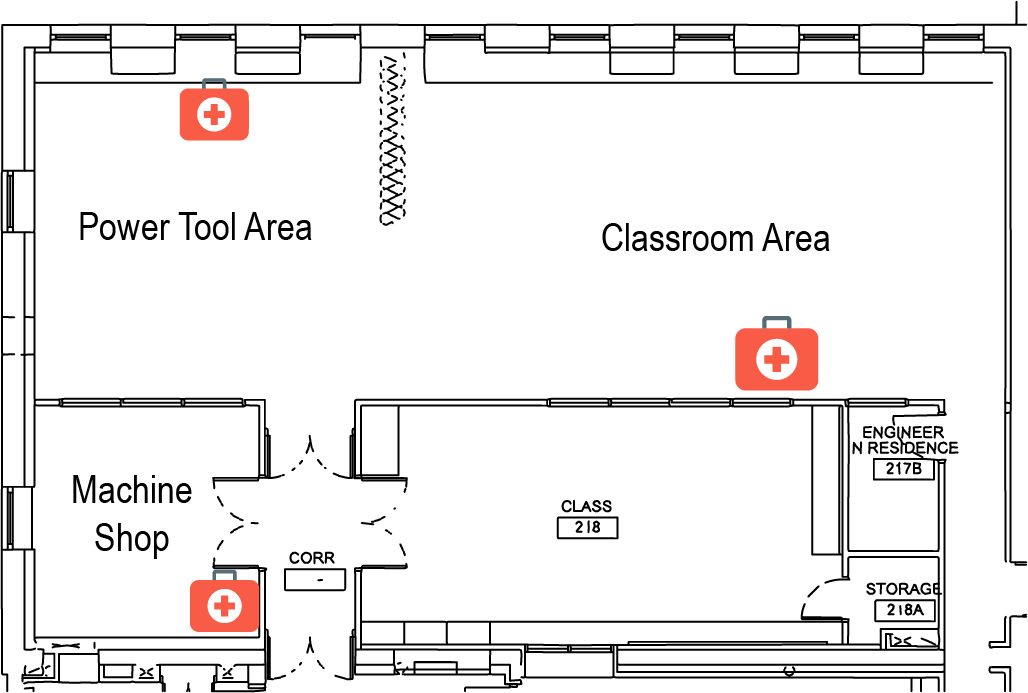 Power Tool Area
Classroom Area
Machine
Shop
ENGINEER
N RESIDENCE
217B
CLASS
218
CORR
-
STORAGE
218A